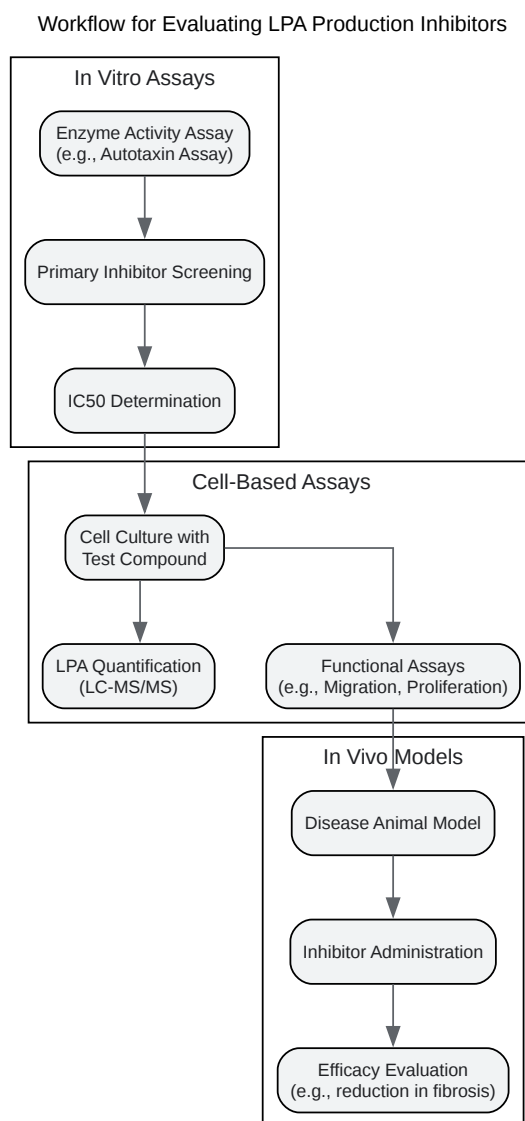 Workflow for Evaluating LPA Production Inhibitors
In Vitro Assays
Enzyme Activity Assay
(e.g., Autotaxin Assay)
Primary Inhibitor Screening
IC50 Determination
Cell-Based Assays
Cell Culture with
Test Compound
LPA Quantification
(LC-MS/MS)
Functional Assays
(e.g., Migration, Proliferation)
In Vivo Models
Disease Animal Model
Inhibitor Administration
Efficacy Evaluation
(e.g., reduction in fibrosis)